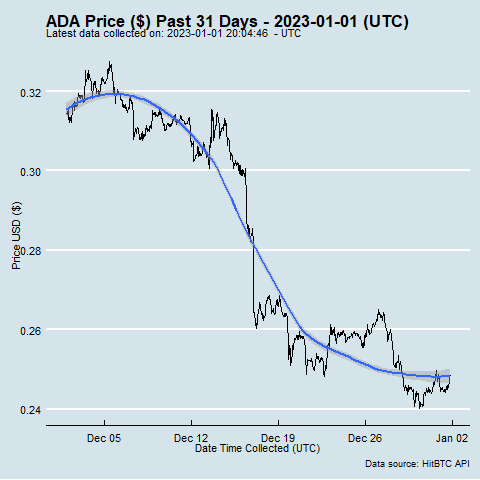 ADA Price ($) Past 31 Days - 2023-01-01 (UTC)
Latest data collected on: 2023-01-01 20:04:46 - UTC
0.32
0.30
0.28
0.26
0.24
Price USD ($)
Dec 05 Dec 12 Dec 19 Dec 26 Jan 02
Date Time Collected (UTC)
Data source: HitBTC API